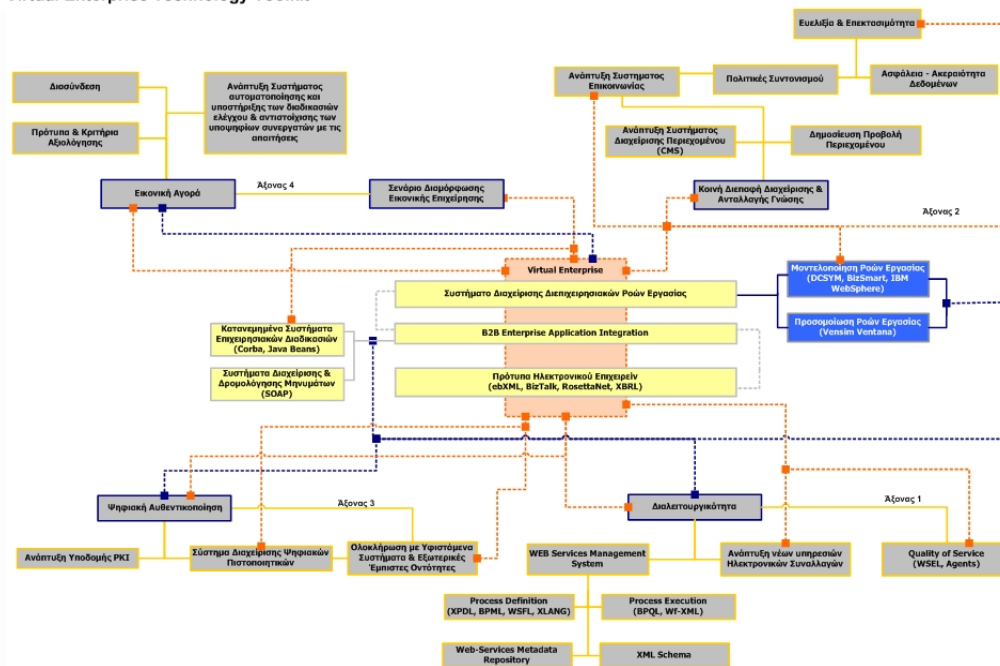 Virtual Enterprise Technology Toolkit
Ευελιξία & Επεκτασιμότητα
Διοσύνδεση
Ανάπτυξη Συστήματος
αυτοματοποίησης και
υποστήριξης των διαδικασιών
ελέγχου & αντιστοίχισης των
υποψηφίων συνεργατών με τις
απαιτήσεις
Ανάπτυξη Συστηματος
Επικοινωνίας
Πολιτικές Συντονισμού
Ασφάλεια - Ακεραιότητα
Δεδομένων
Πρότυπα & Κριτήρια
Αξιολόγησης
Ανάπτυξη Συστήματος
Διαχείρισης Περιεχομένου
(CMS)
Δημοσίευση Προβολή
Περιεχομένου
Εικονική Αγορά
Άξονας 4
Σενάριο Διαμόρφωσης
Εικονικής Επιχείρησης
Κοινή Διεπαφή Διαχείρισης &
Ανταλλαγής Γνώσης
Άξονας 2
Virtual Enterprise
Μοντελοποίηση Ροών Εργασίας
(DCSYM, BizSmart, IBM
WebSphere)
Συστήματα Διαχείρισης Διεπιχειρησιακών Ροών Εργασίας
Κατανεμημένα Συστήματα
Επιχειρησιακών Διαδικασιών
(Corba, Java Beans)
B2B Enterprise Application Integration
Προσομοίωση Ροών Εργασίας
(Vensim Ventana)
Συστήματα Διαχείρισης &
Δρομολόγησης Μηνυμάτων
(SOAP)
Πρότυπα Ηλεκτρονικού Επιχειρείν
(ebXML, BizTalk, RosettaNet, XBRL)
Ψηφιακή Αυθεντικοποίηση
Άξονας 3
Διαλειτουργικότητα
Άξονας 1
Ανάπτυξη Υποδομής PKI
Σύστημα Διαχείρισης Ψηφιακών
Πιστοποιητικών
Ολοκλήρωση με Υφιστάμενα
Συστήματα & Εξωτερικές
Έμπιστες Οντότητες
WEB Services Management
System
Ανάπτυξη νέων υπηρεσιών
Ηλεκτρονικών Συναλλαγών
Quality of Service
(WSEL, Agents)
Process Definition
(XPDL, BPML, WSFL, XLANG)
Process Execution
(BPQL, Wf-XML)
Web-Services Metadata
Repository
XML Schema